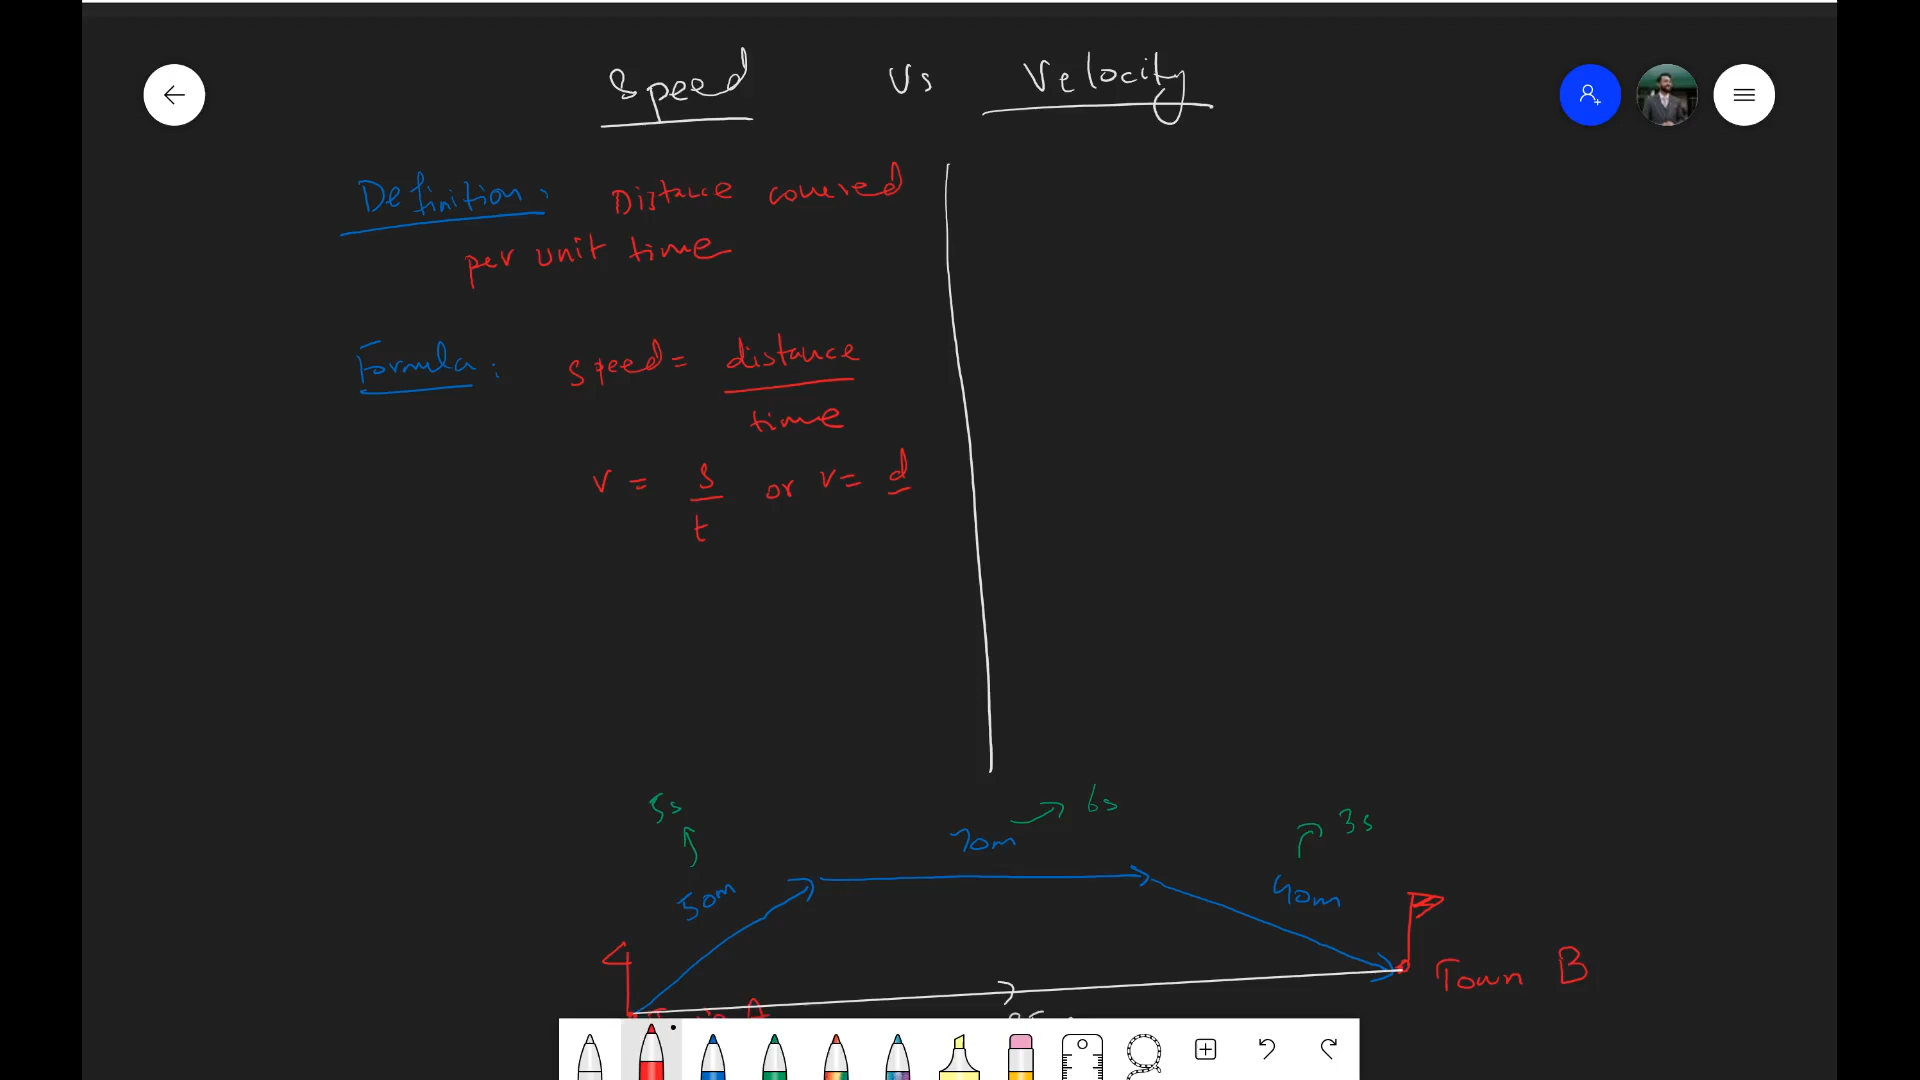 Speed Vs Velocity
Definition: Distance covered
per unit time
Formula: speed = distance
time
v = s or v = d
t
5s
6s
3s
70m
50m
40m
Town B